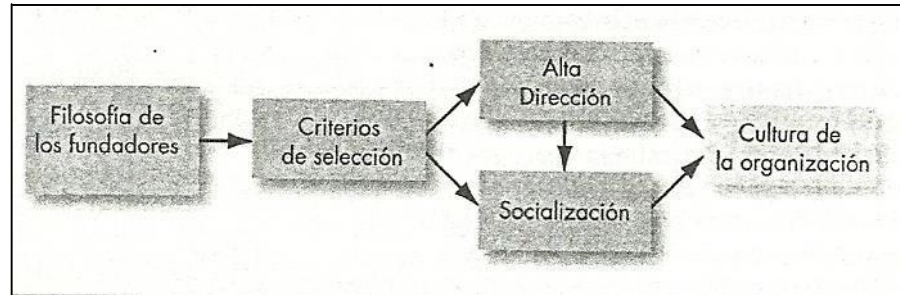 Filosofía de
los fundadores
Criterios
de selección
Alta
Dirección
Socialización
Cultura de
la organización